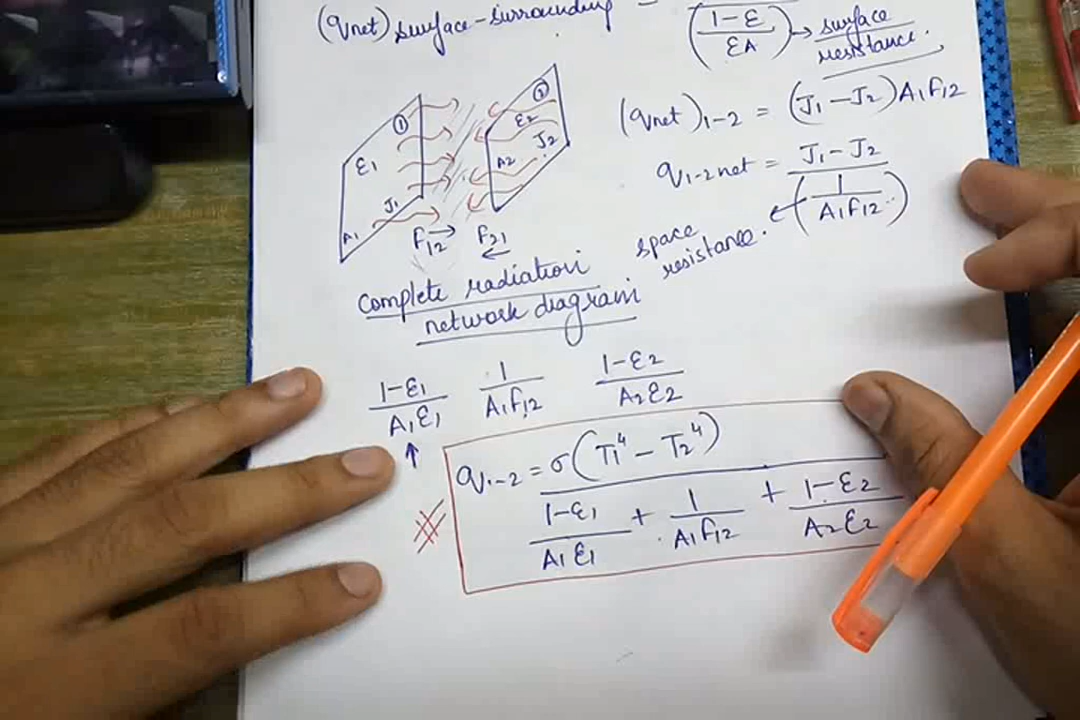 (qnet) surface-surrounding =
(1-ε / εA) → surface resistance.
① ε1 J1 A1
② ε2 J2 A2
F12 → F21 ←
(qnet)1-2 = (J1 - J2) A1F12
q1-2 net = J1 - J2 / (1 / A1F12)
space resistance.
Complete radiation
network diagram.
1-ε1 / A1ε1 1 / A1F12 1-ε2 / A2ε2
↑
q1-2 = σ(T1⁴ - T2⁴)
1-ε1 / A1ε1 + 1 / A1F12 + 1-ε2 / A2ε2